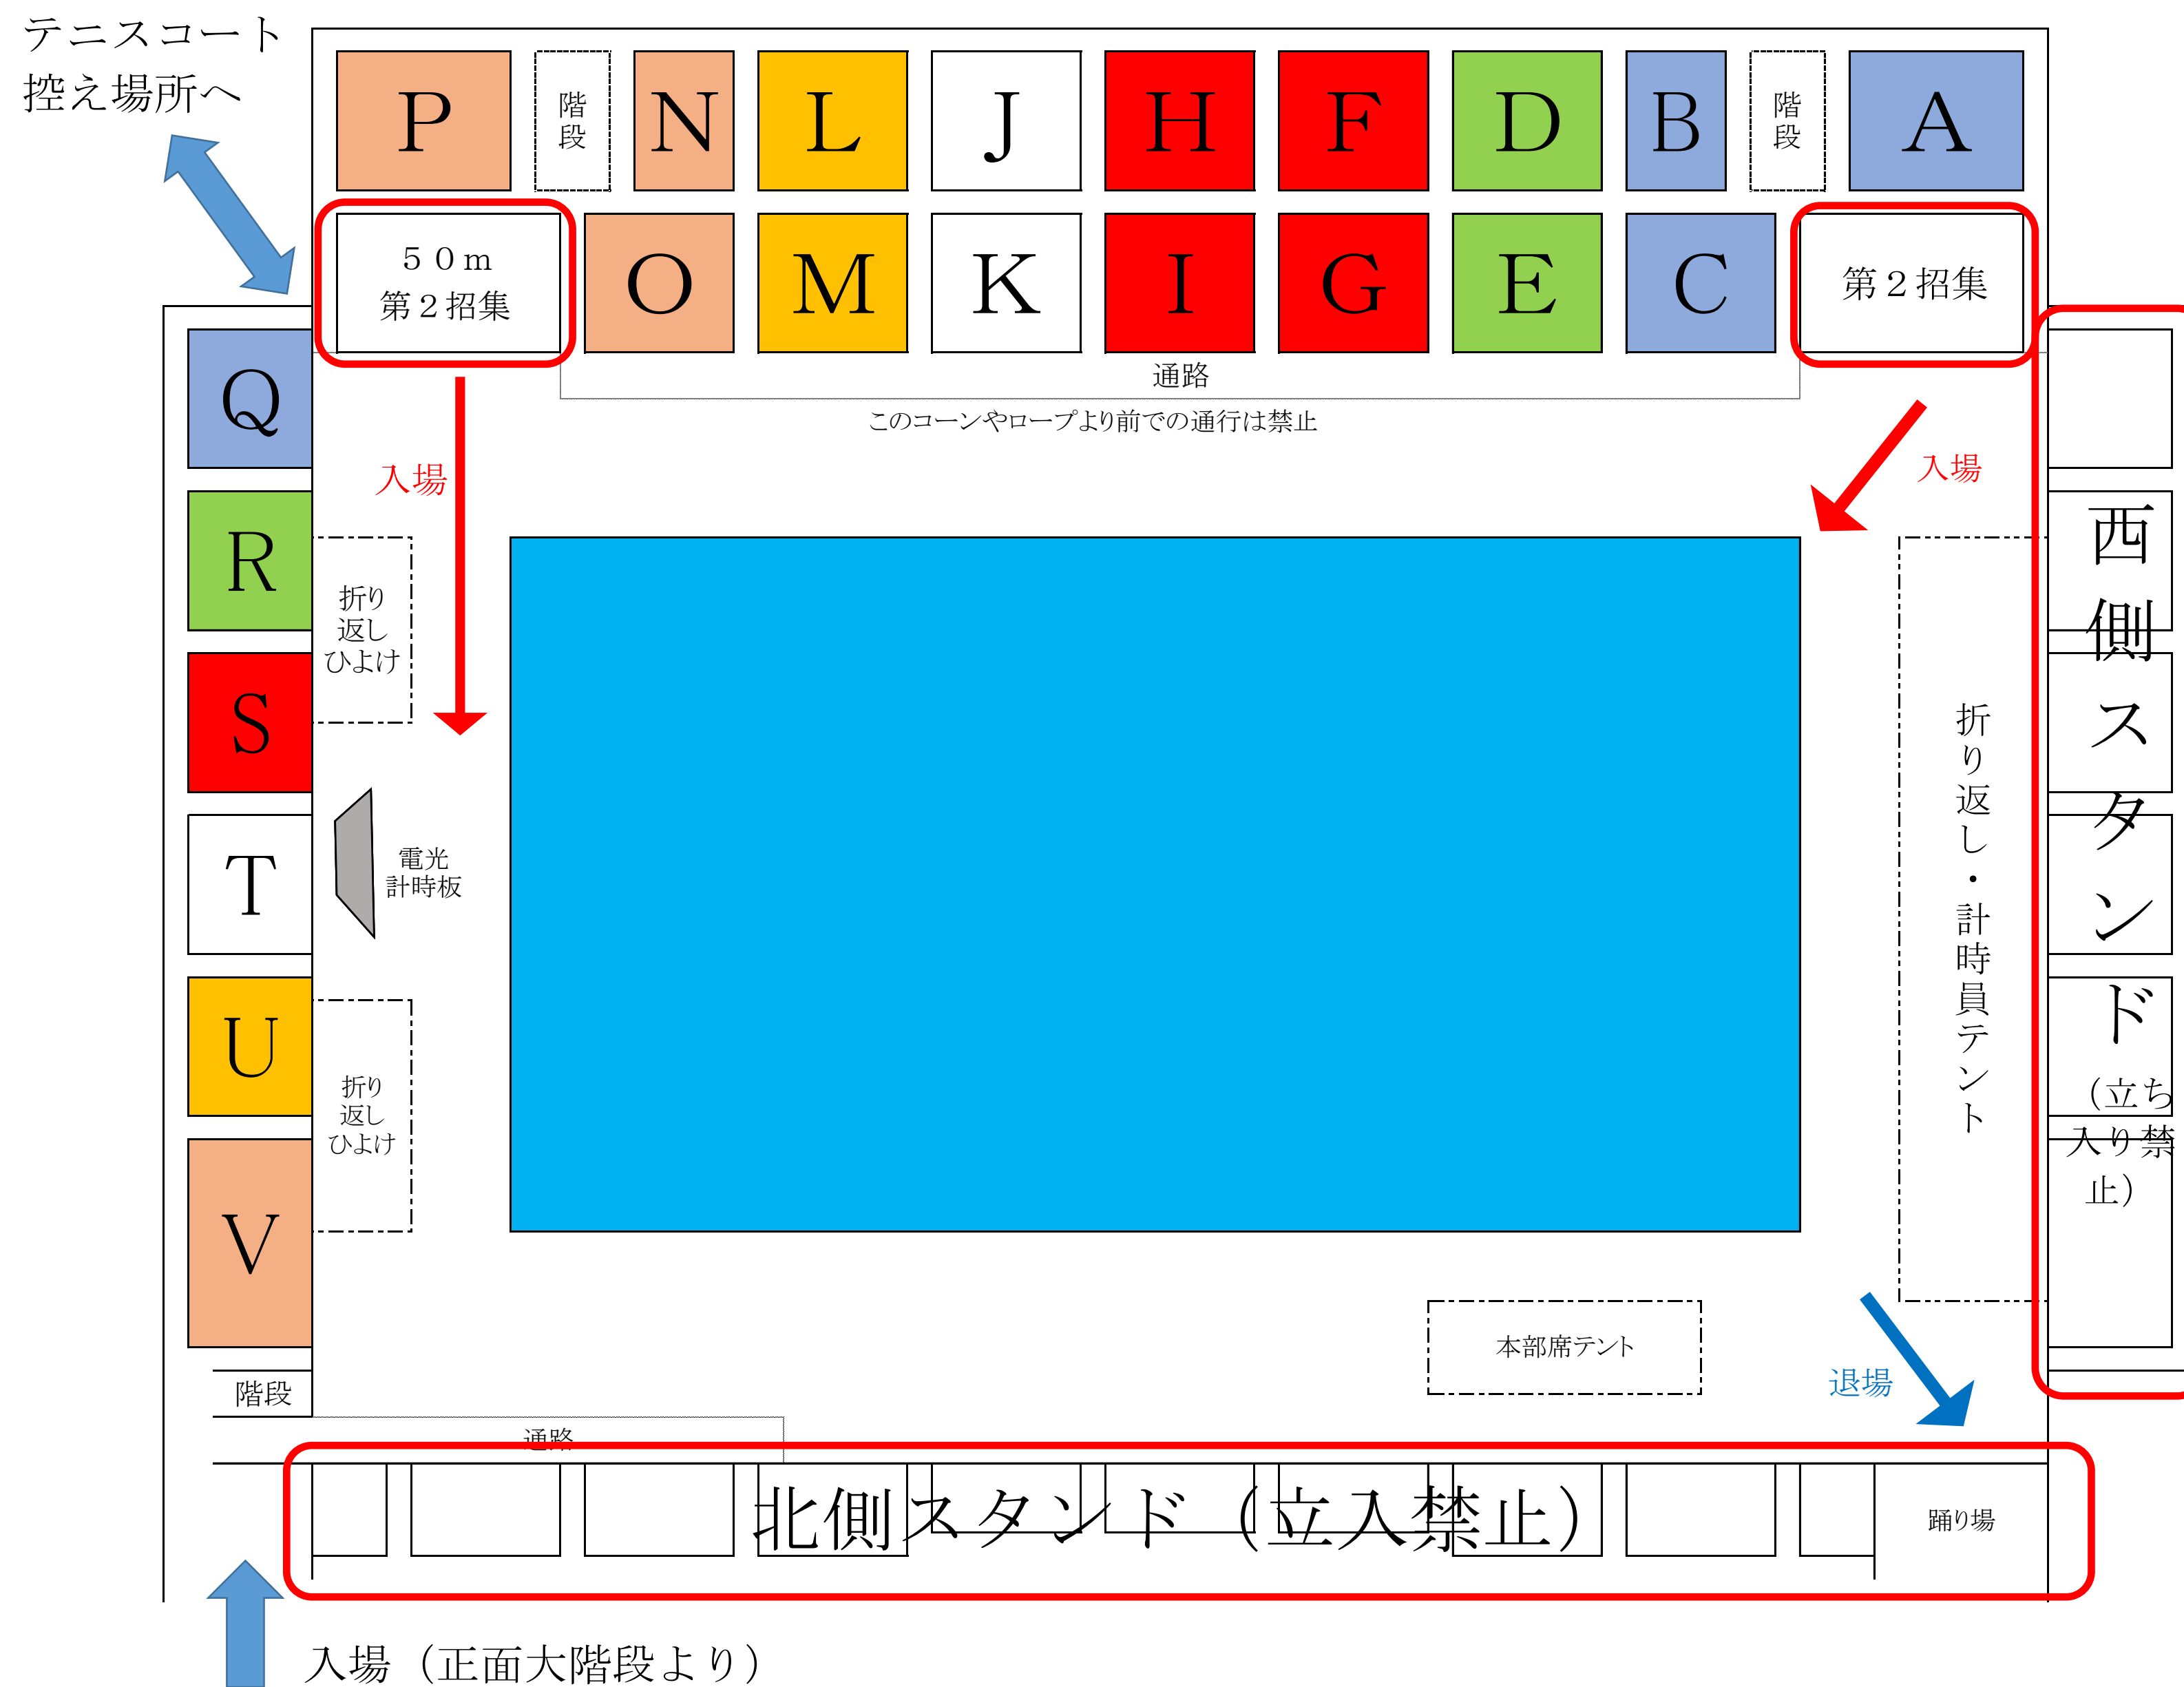 テニスコート
控え場所へ
P
階段
N
L
J
H
F
D
B
階段
A
５０m
第２招集
O
M
K
I
G
E
C
第２招集
通路
このコーンやロープより前での通行は禁止
入場
入場
Q
R
S
T
U
V
折り
返し
ひよけ
電光
計時板
折り
返し
ひよけ
折り返し・計時員テント
西側スタンド
（立ち
入り禁
止）
本部席テント
退場
階段
通路
北側スタンド（立入禁止）
踊り場
入場（正面大階段より）